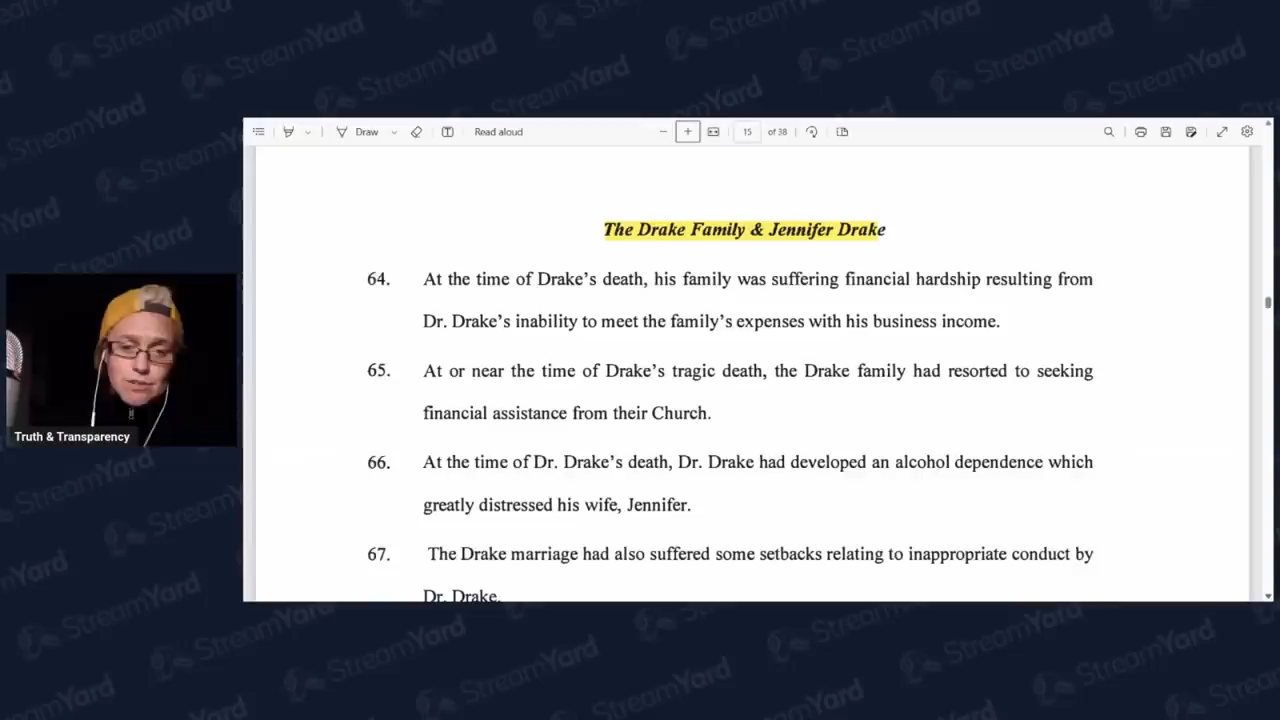 StreamYard
Draw
Read aloud
15 of 38
The Drake Family & Jennifer Drake
64. At the time of Drake's death, his family was suffering financial hardship resulting from
Dr. Drake's inability to meet the family's expenses with his business income.
65. At or near the time of Drake's tragic death, the Drake family had resorted to seeking
financial assistance from their Church.
66. At the time of Dr. Drake's death, Dr. Drake had developed an alcohol dependence which
greatly distressed his wife, Jennifer.
67. The Drake marriage had also suffered some setbacks relating to inappropriate conduct by
Dr. Drake.
Truth & Transparency